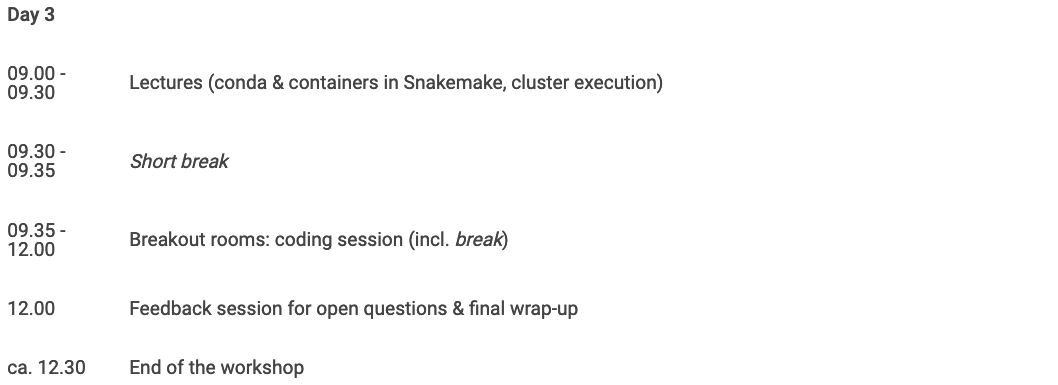 Day 3
09.00 -
09.30
Lectures (conda & containers in Snakemake, cluster execution)
09.30 -
09.35
Short break
09.35 -
12.00
Breakout rooms: coding session (incl. break)
12.00
Feedback session for open questions & final wrap-up
ca. 12.30
End of the workshop